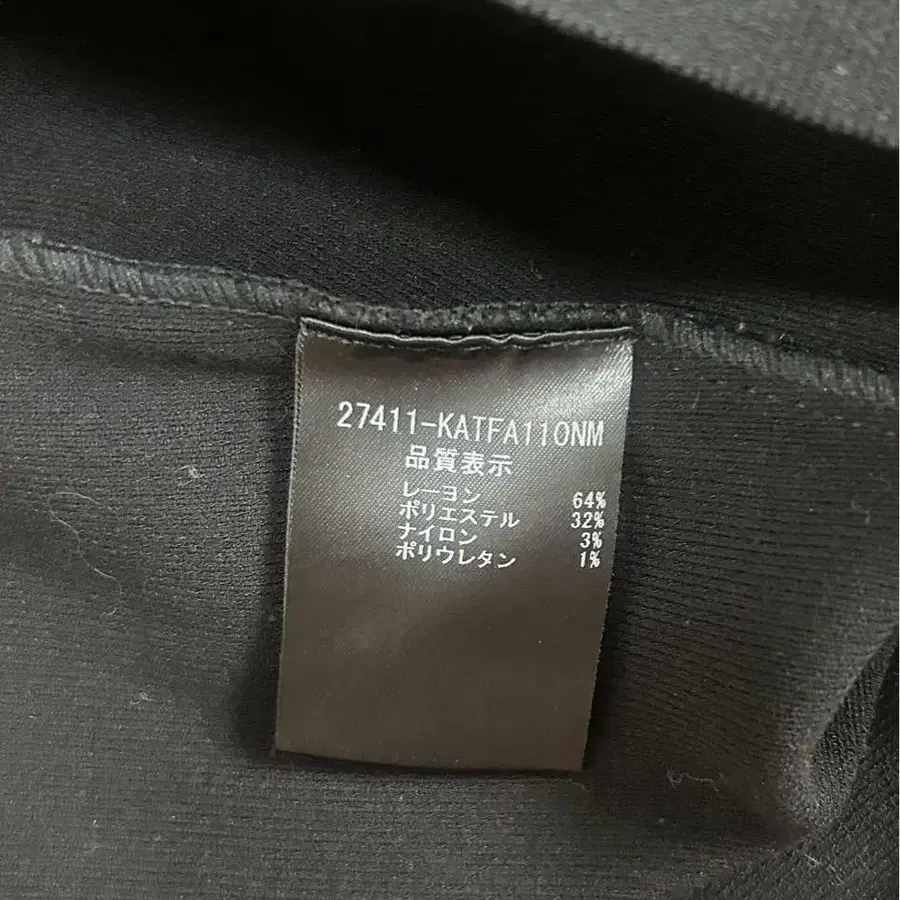 27411-KATFA110NM
品質表示
レーヨン 64%
ポリエステル 32%
ナイロン 3%
ポリウレタン 1%